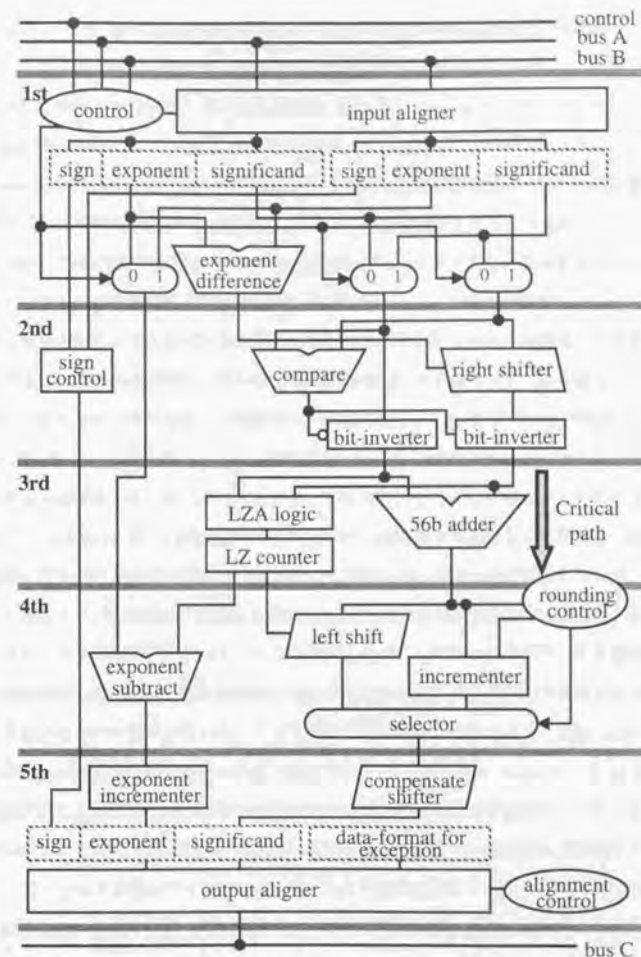 control
bus A
bus B
1st
control
input aligner
sign exponent significand sign exponent significand
exponent
difference
0 1
0 1
0 1
2nd
sign
control
compare
right shifter
bit-inverter
bit-inverter
3rd
LZA logic
56b adder
Critical
path
LZ counter
4th
rounding
control
left shift
exponent
subtract
incrementer
selector
5th
exponent
incrementer
compensate
shifter
sign exponent significand data-format for
exception
output aligner
alignment
control
bus C